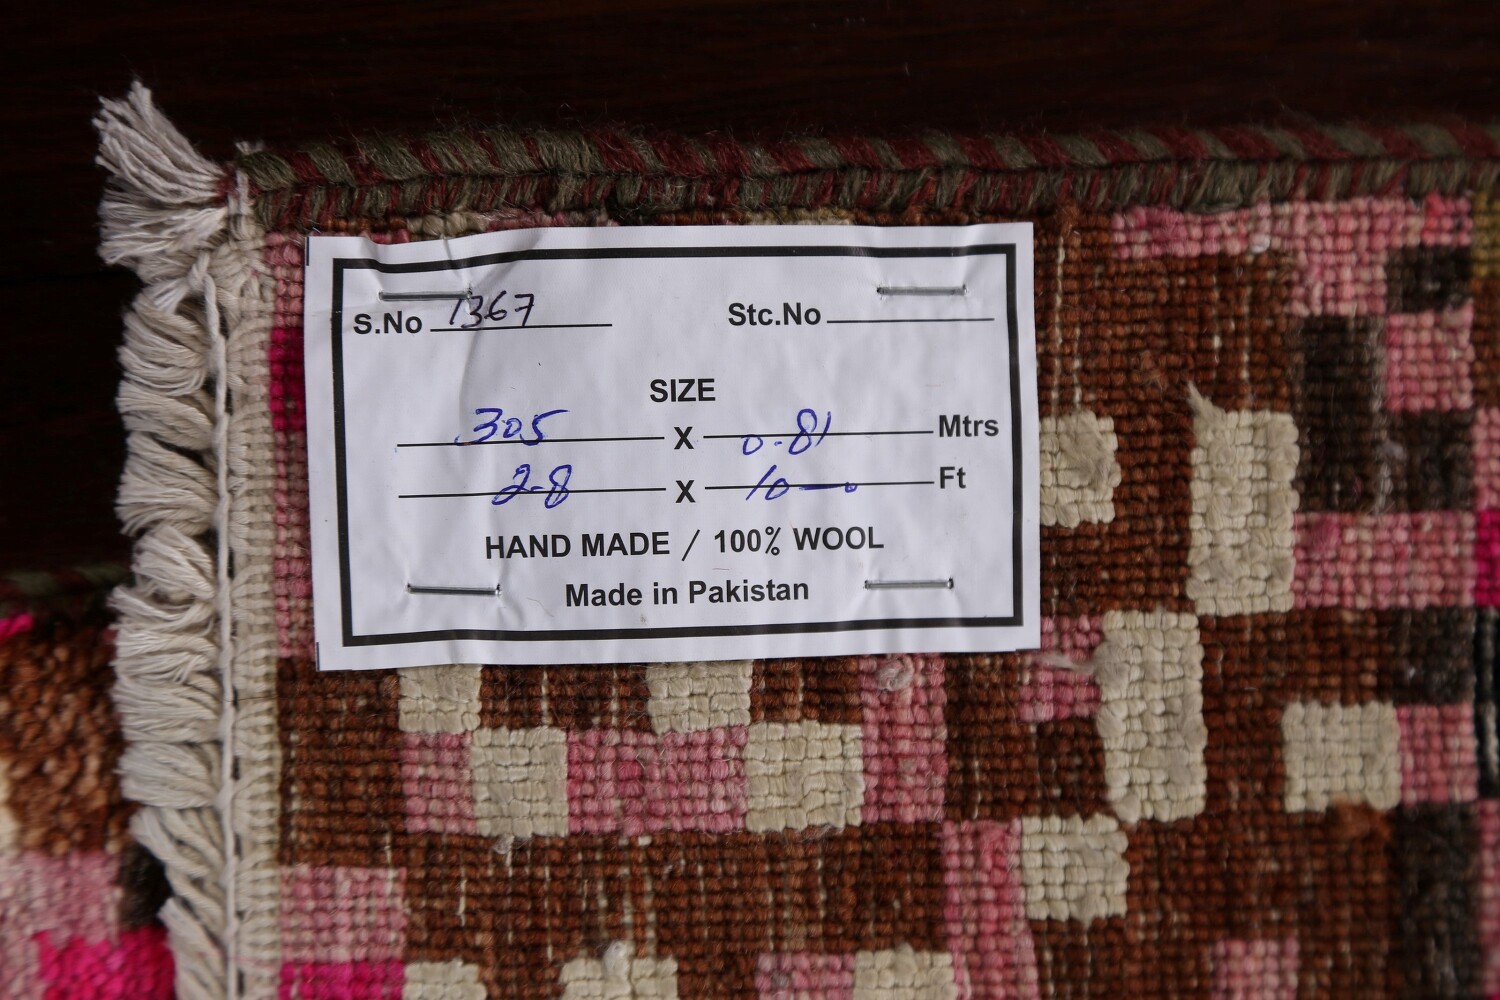 S.No 1367 Stc.No
SIZE
305 X 0.81 Mtrs
2-8 X 10—0 Ft
HAND MADE / 100% WOOL
Made in Pakistan